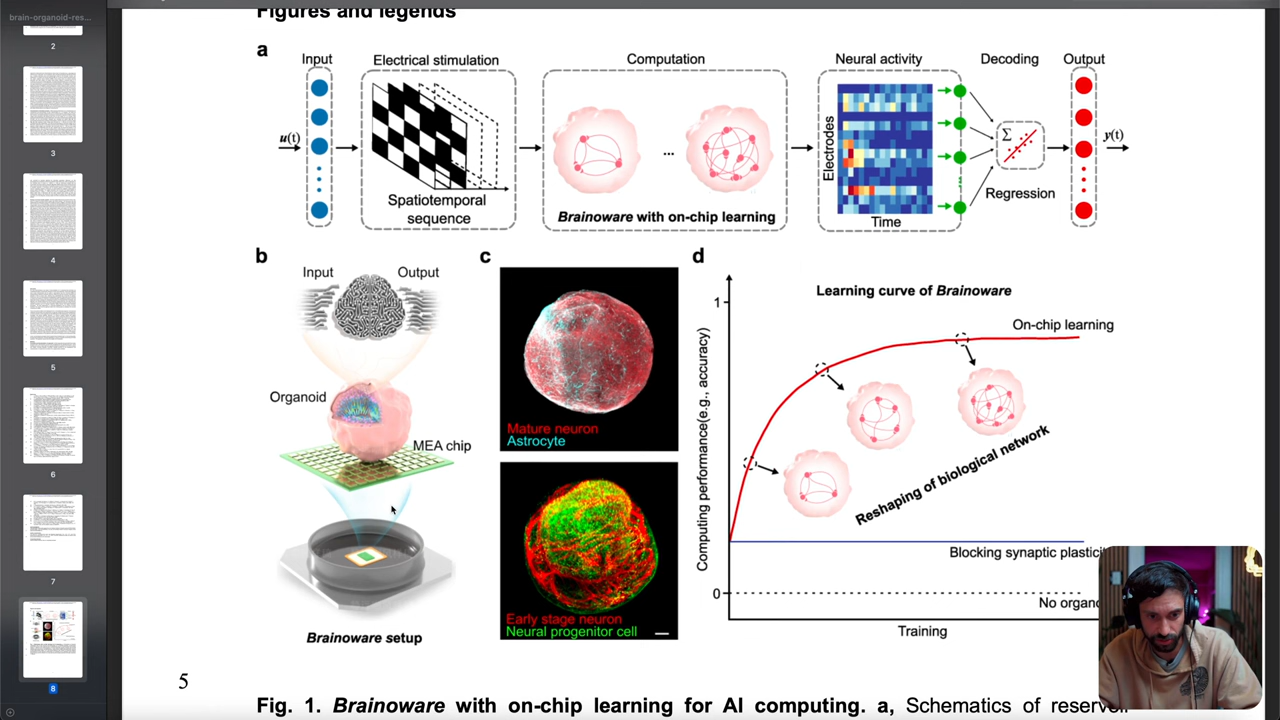 brain-organoid-res...
2
3
4
5
6
7
8
Figures and legends
a
Input
Electrical stimulation
Computation
Neural activity
Decoding
Output
u(t)
Spatiotemporal
sequence
...
Brainoware with on-chip learning
Electrodes
Time
Σ
Regression
y(t)
b
Input
Output
Organoid
MEA chip
Brainoware setup
c
Mature neuron
Astrocyte
Early stage neuron
Neural progenitor cell
d
Learning curve of Brainoware
1
On-chip learning
Computing performance(e.g., accuracy)
Reshaping of biological network
Blocking synaptic
0
No
Training
5
Fig. 1. Brainoware with on-chip learning for AI computing. a, Schematics of